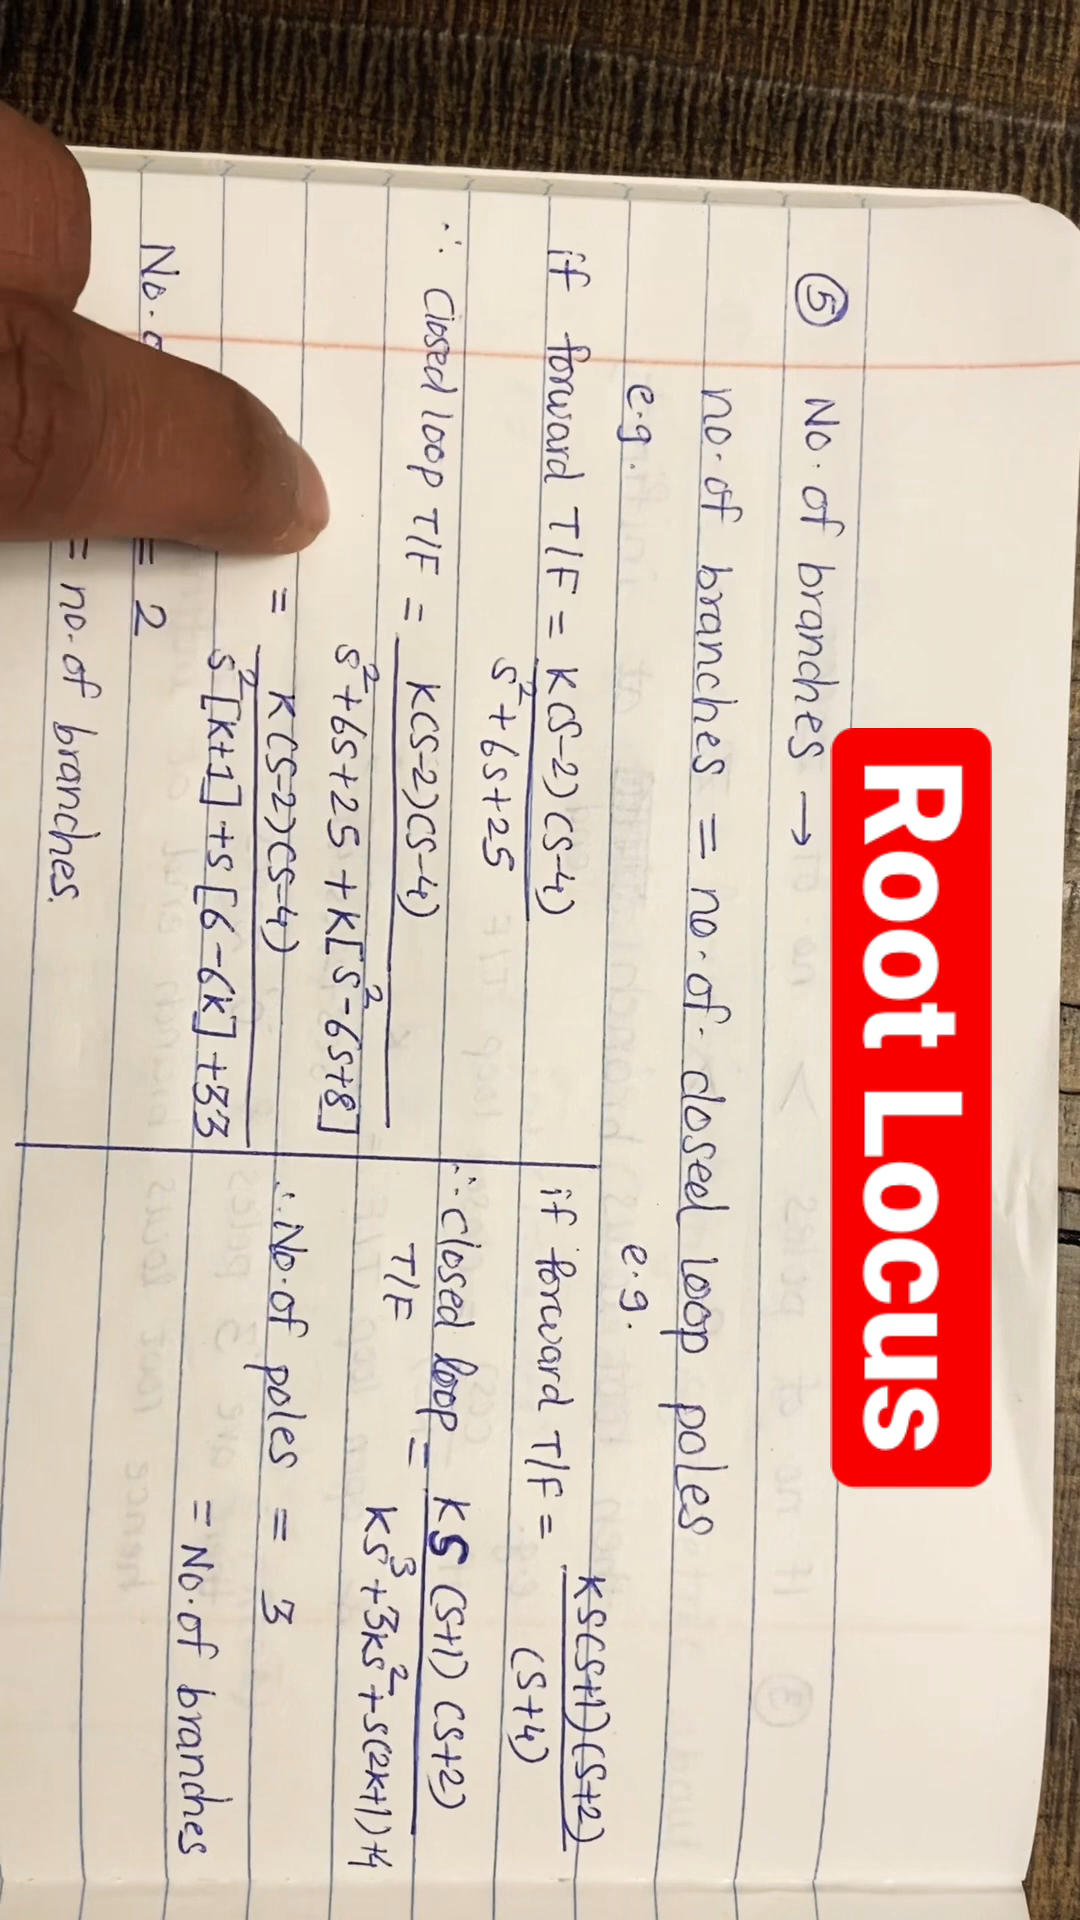 Root Locus
⑤ No. of branches →
no. of branches = no. of closed loop poles
e.g.
if forward T/F = K(s-2)(s-4)
s²+6s+25
∴ Closed loop T/F = K(s-2)(s-4)
s²+6s+25+K[s²-6s+8]
= K(s-2)(s-4)
s²[K+1]+s[6-6K]+33
No. = 2
= no. of branches.
e.g.
if forward T/F = KS(S+1)(S+2)
(S+4)
∴ closed loop = KS(S+1)(S+2)
T/F KS³+3KS²+S(2K+1)+4
∴ No. of poles = 3
= No. of branches